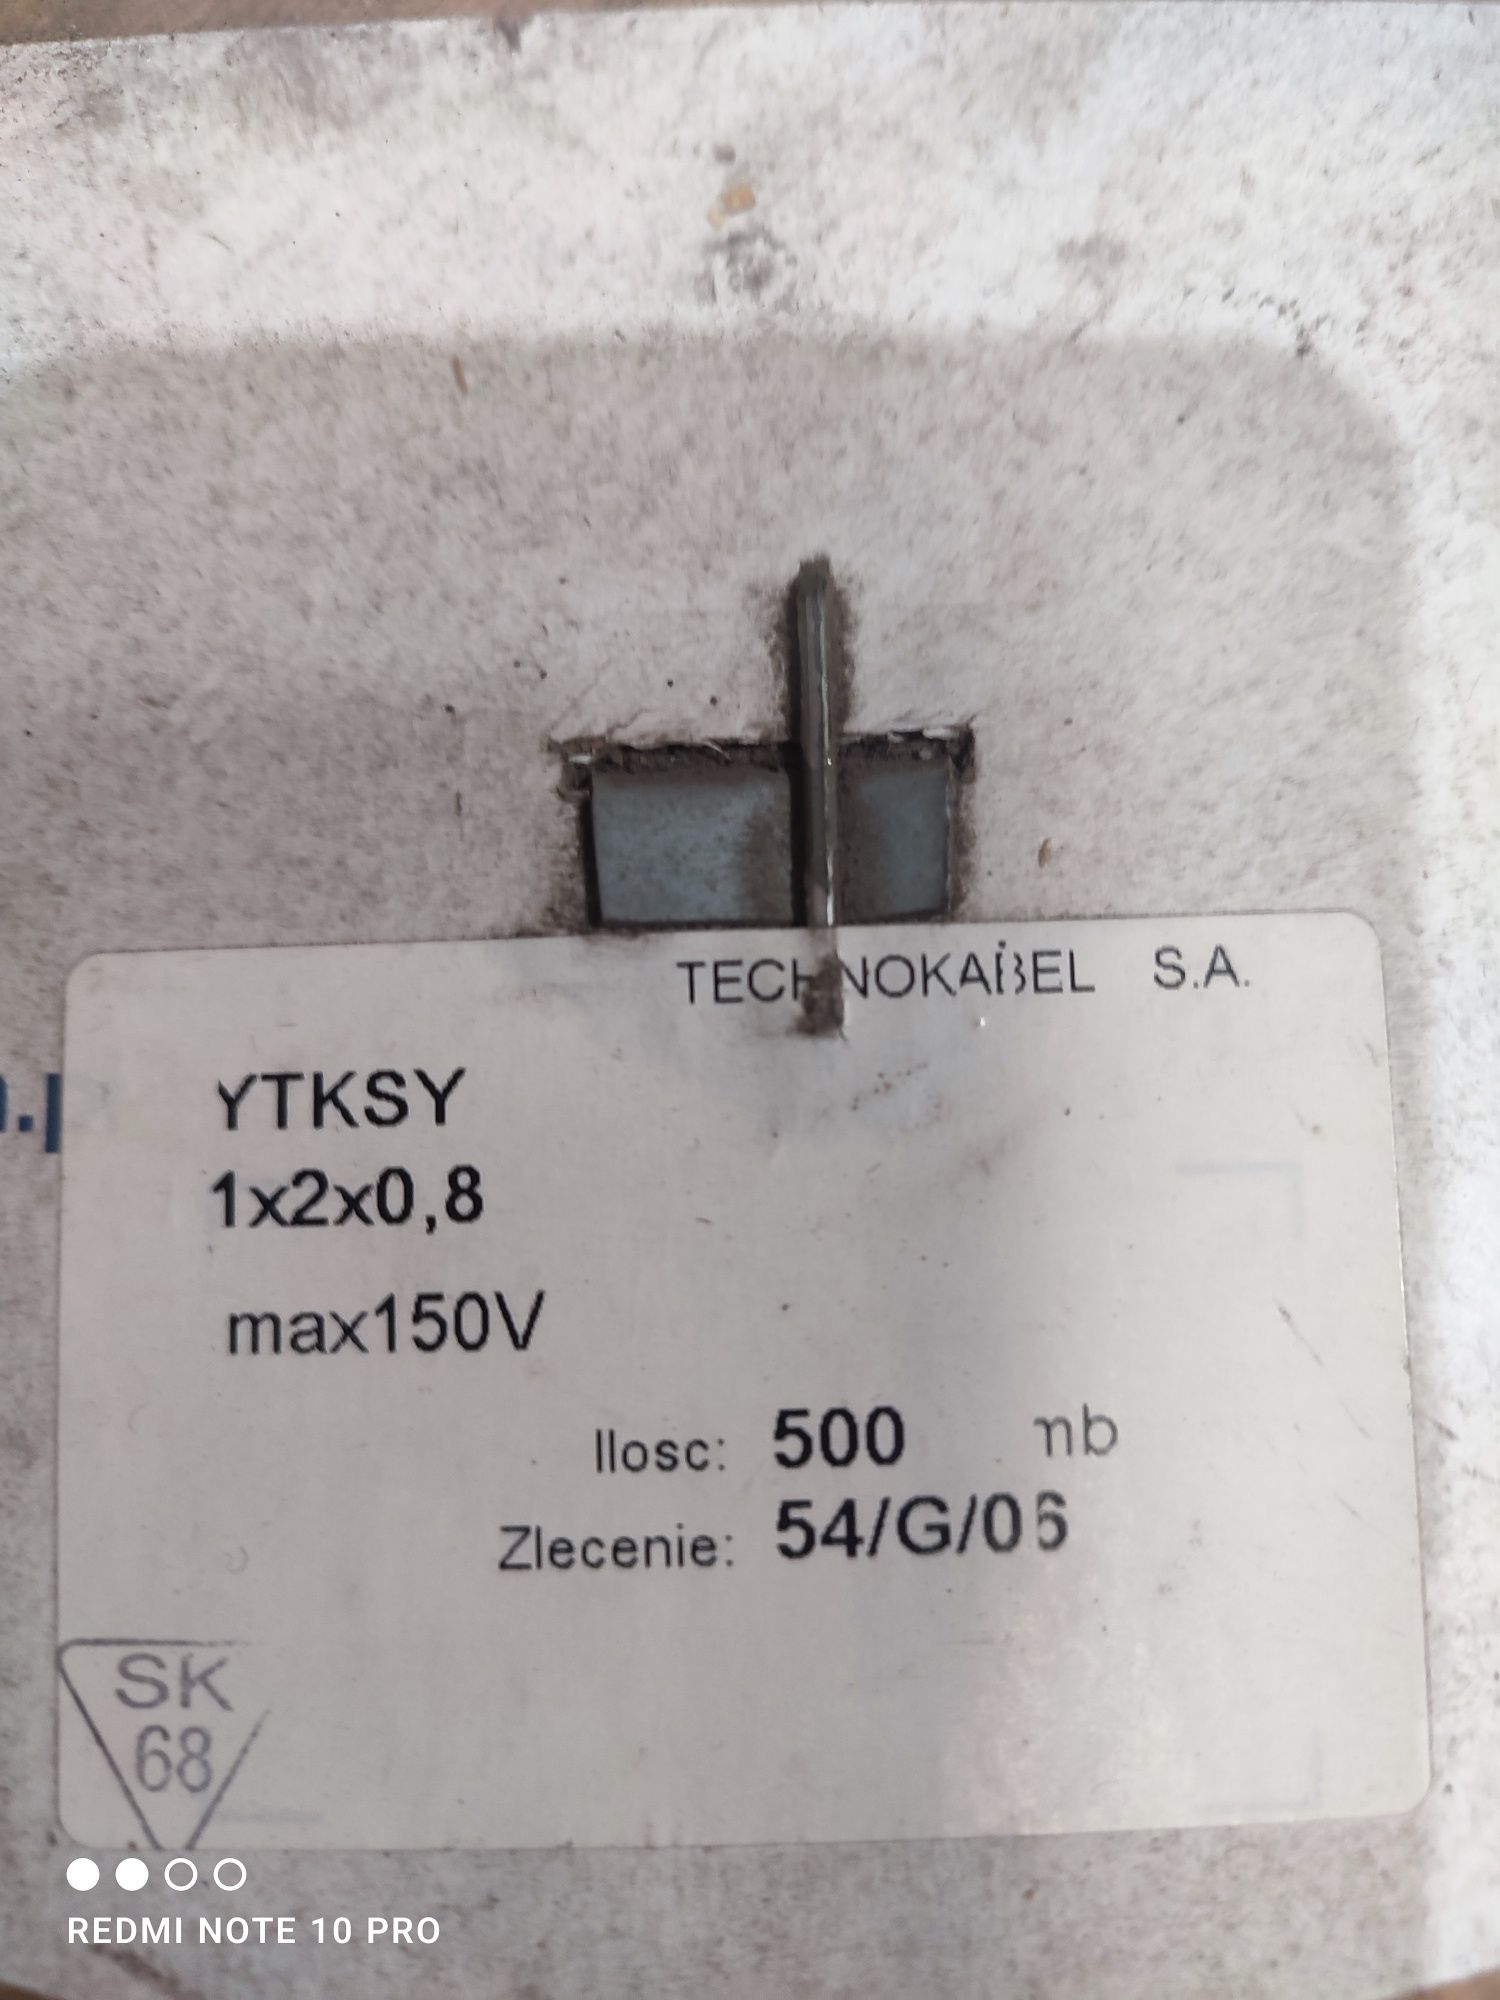 TECHNOKABEL S.A.
YTKSY
1x2x0,8
max150V
Ilosc: 500 mb
Zlecenie: 54/G/06
SK
68
REDMI NOTE 10 PRO